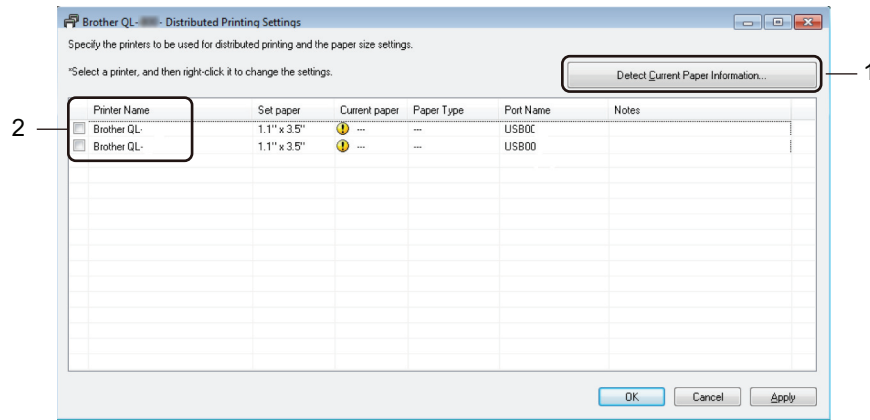 Brother QL- - Distributed Printing Settings
Specify the printers to be used for distributed printing and the paper size settings.
*Select a printer, and then right-click it to change the settings.
Detect Current Paper Information...
1
2
Printer Name Set paper Current paper Paper Type Port Name Notes
Brother QL- 1.1" x 3.5" --- --- USB00
Brother QL- 1.1" x 3.5" --- --- USB00
OK Cancel Apply